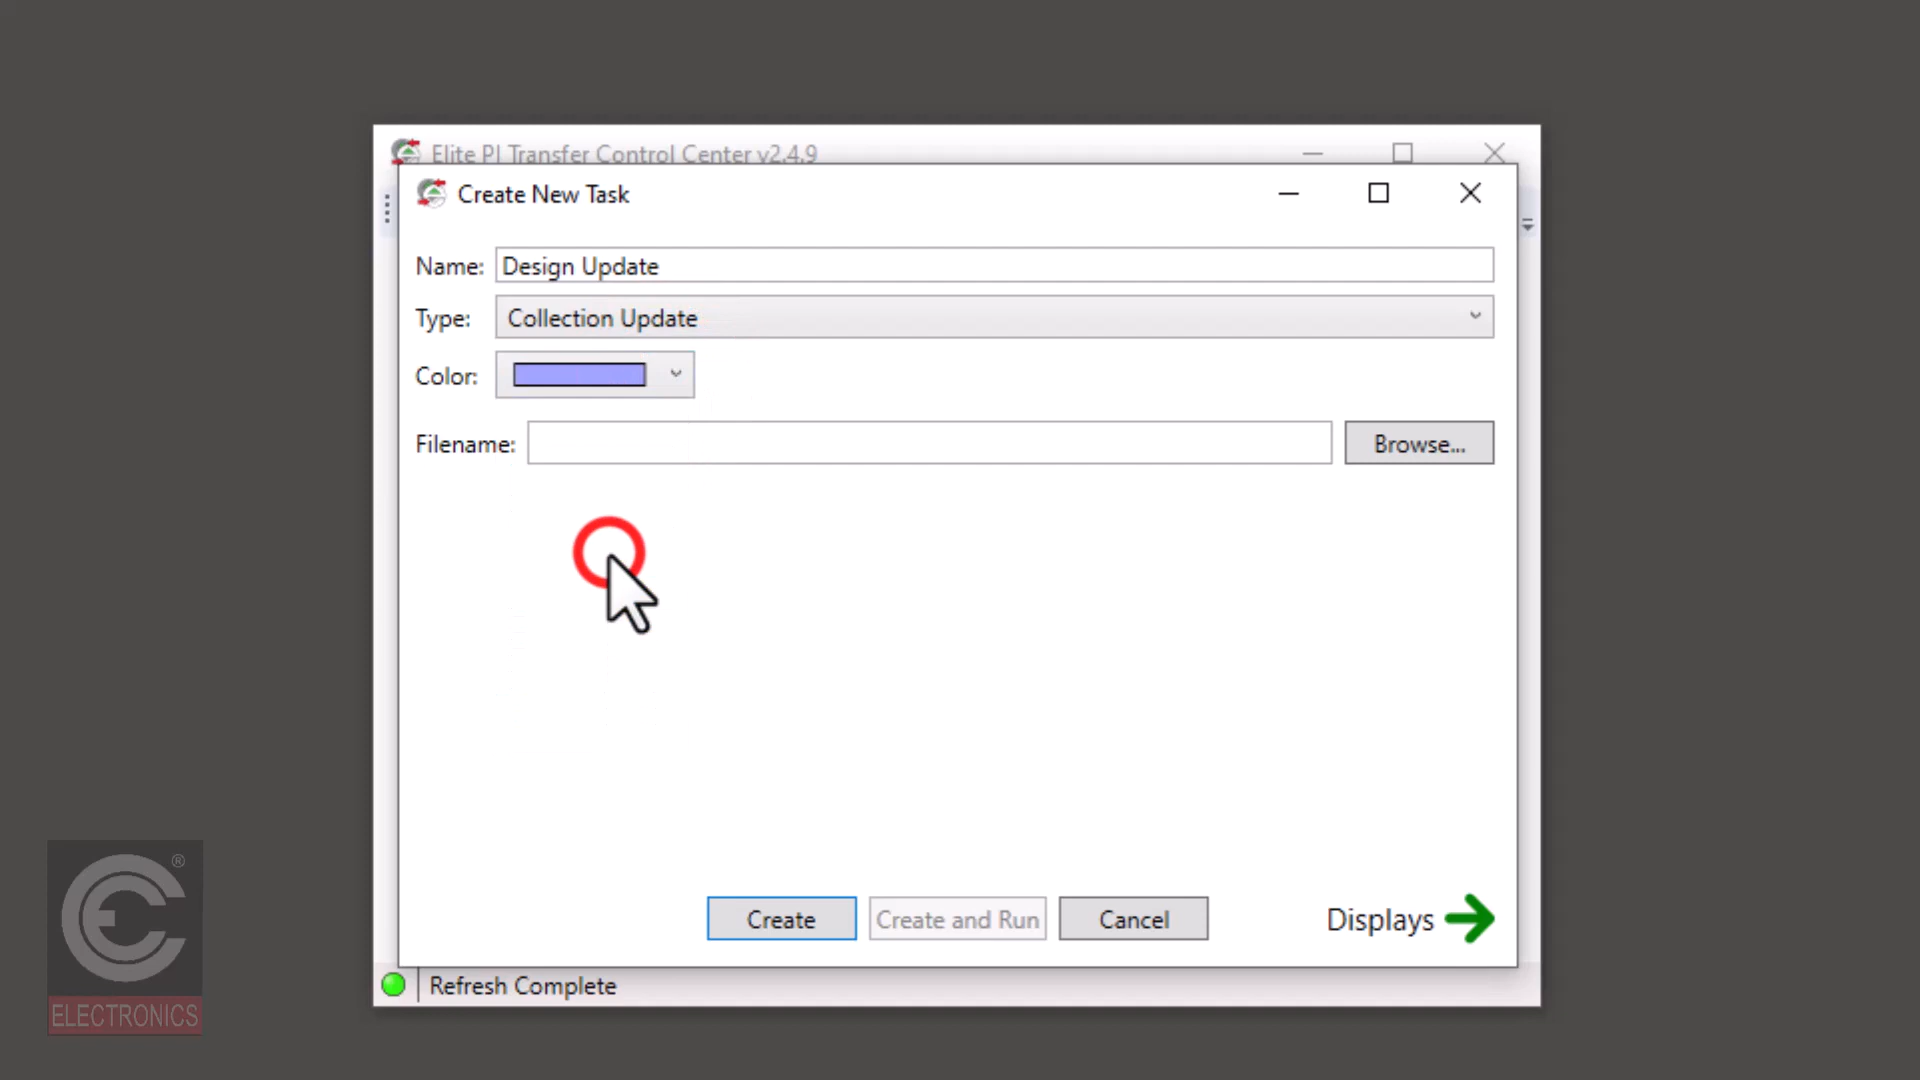 Elite PI Transfer Control Center v2.4.9
Create New Task
Name: Design Update
Type: Collection Update
Color:
Filename: Browse...
Create Create and Run Cancel Displays
Refresh Complete
CE®
ELECTRONICS